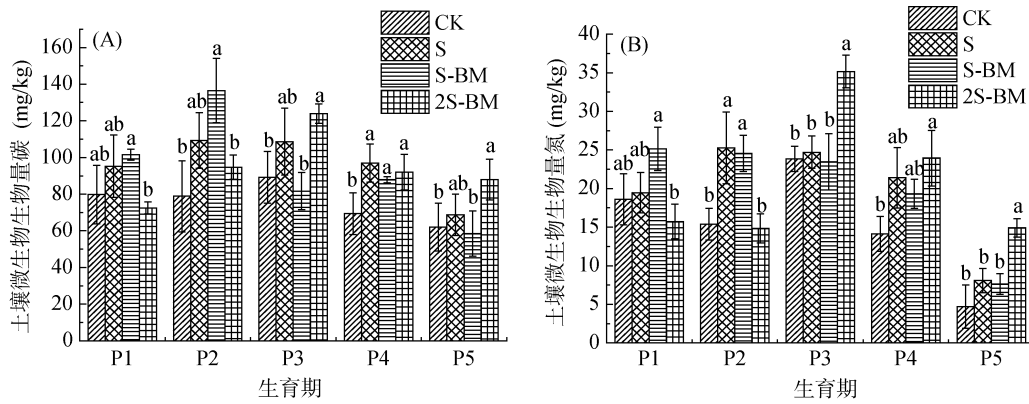 (A)
CK
S
S-BM
2S-BM
土壤微生物生物量碳 (mg/kg)
160
140
120
100
80
60
40
20
0
ab ab a b
b ab a b
b ab b a
b a a a
b ab b a
P1 P2 P3 P4 P5
生育期
(B)
CK
S
S-BM
2S-BM
土壤微生物生物量氮 (mg/kg)
40
35
30
25
20
15
10
5
0
ab ab a b
b a a b
b b b a
b ab ab a
b b b a
P1 P2 P3 P4 P5
生育期